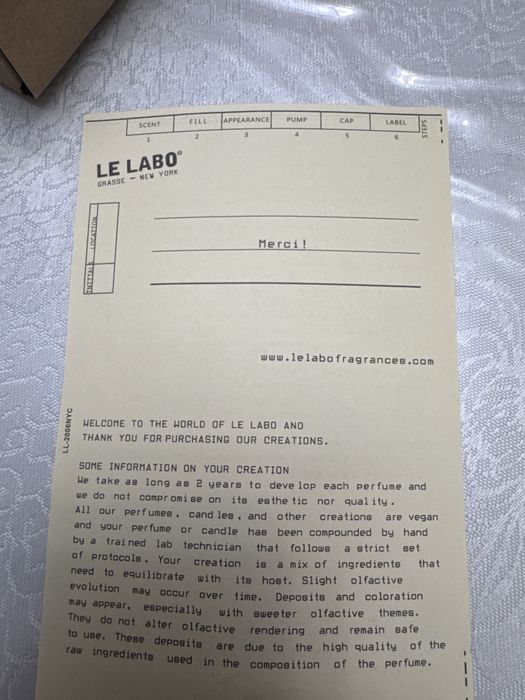 SCENT FILL APPEARANCE PUMP CAP LABEL STEPS
1 2 3 4 5 6
LE LABO
GRASSE — NEW YORK
LOCATION
INITIALS
Merci!
www.lelabofragrances.com
LL-2006NYC
WELCOME TO THE WORLD OF LE LABO AND
THANK YOU FOR PURCHASING OUR CREATIONS.
SOME INFORMATION ON YOUR CREATION
We take as long as 2 years to develop each perfume and
we do not compromise on its esthetic nor quality.
All our perfumes, candles, and other creations are vegan
and your perfume or candle has been compounded by hand
by a trained lab technician that follows a strict set
of protocols. Your creation is a mix of ingredients that
need to equilibrate with its host. Slight olfactive
evolution may occur over time. Deposits and coloration
may appear, especially with sweeter olfactive themes.
They do not alter olfactive rendering and remain safe
to use. These deposits are due to the high quality of the
raw ingredients used in the composition of the perfume.